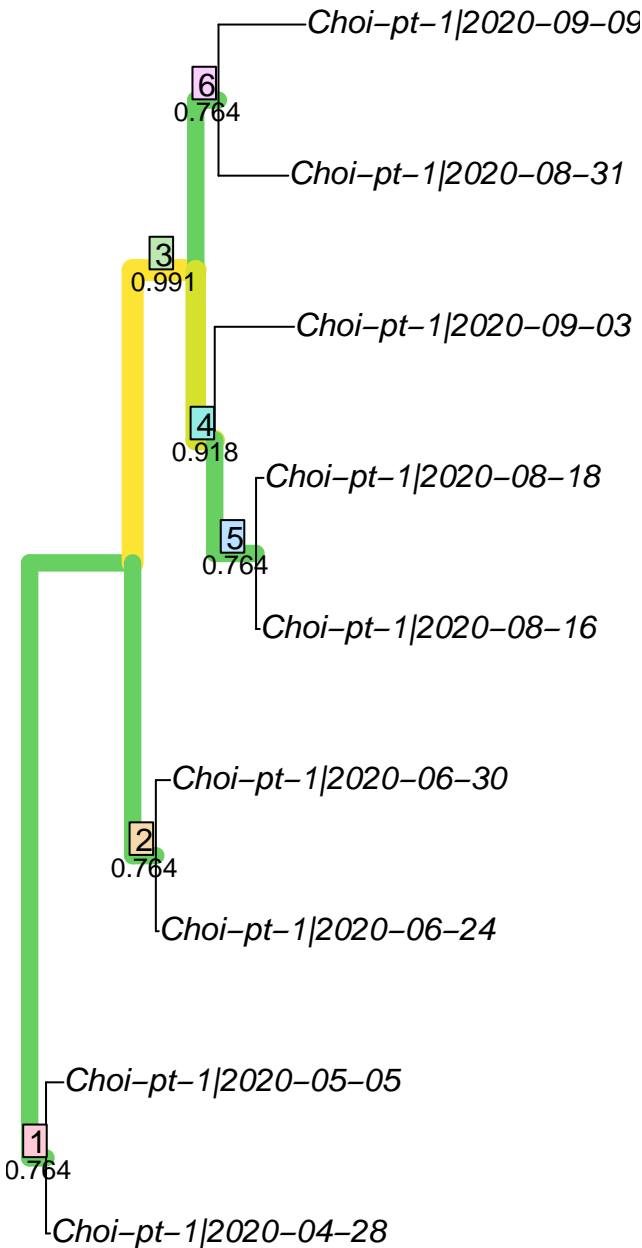 Choi−pt−1|2020−09−09
6
0.764
Choi−pt−1|2020−08−31
3
0.991
Choi−pt−1|2020−09−03
4
0.918
Choi−pt−1|2020−08−18
5
0.764
Choi−pt−1|2020−08−16
Choi−pt−1|2020−06−30
2
0.764
Choi−pt−1|2020−06−24
Choi−pt−1|2020−05−05
1
0.764
Choi−pt−1|2020−04−28